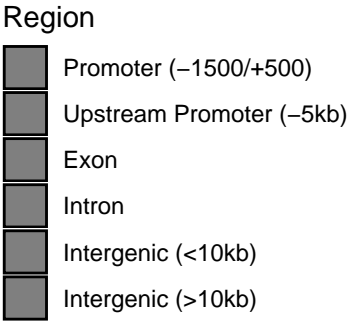 Region
Promoter (−1500/+500)
Upstream Promoter (−5kb)
Exon
Intron
Intergenic (<10kb)
Intergenic (>10kb)